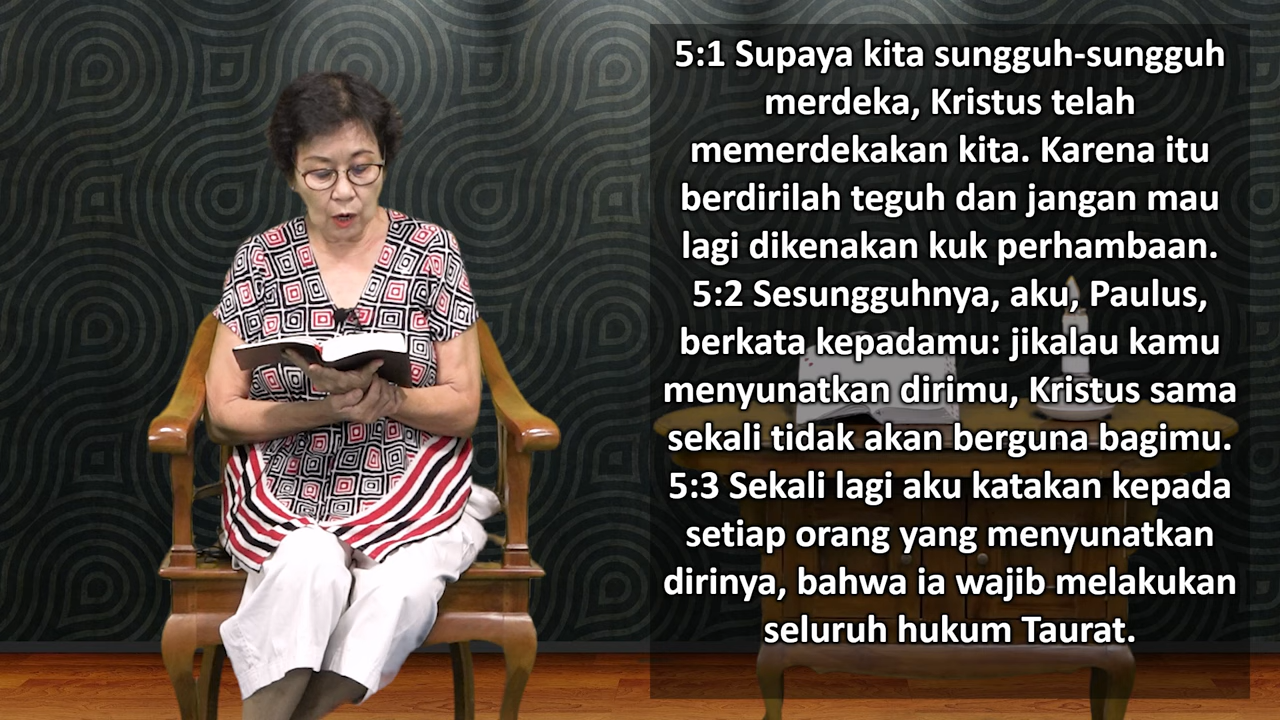 5:1 Supaya kita sungguh-sungguh
merdeka, Kristus telah
memerdekakan kita. Karena itu
berdirilah teguh dan jangan mau
lagi dikenakan kuk perhambaan.
5:2 Sesungguhnya, aku, Paulus,
berkata kepadamu: jikalau kamu
menyunatkan dirimu, Kristus sama
sekali tidak akan berguna bagimu.
5:3 Sekali lagi aku katakan kepada
setiap orang yang menyunatkan
dirinya, bahwa ia wajib melakukan
seluruh hukum Taurat.